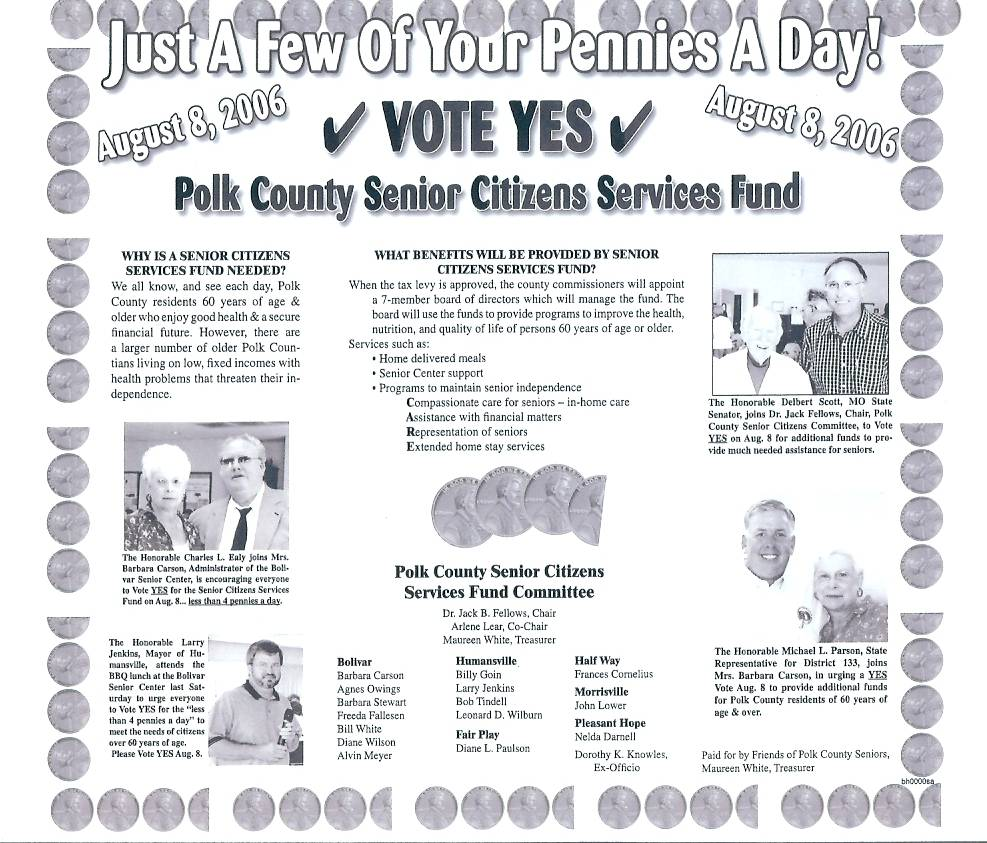 Just A Few Of Your Pennies A Day!
August 8, 2006
✔ VOTE YES ✔
August 8, 2006
Polk County Senior Citizens Services Fund
WHY IS A SENIOR CITIZENS
SERVICES FUND NEEDED?
We all know, and see each day, Polk
County residents 60 years of age &
older who enjoy good health & a secure
financial future. However, there are
a larger number of older Polk Coun-
tians living on low, fixed incomes with
health problems that threaten their in-
dependence.
The Honorable Charles L. Ealy joins Mrs.
Barbara Carson, Administrator of the Boli-
var Senior Center, is encouraging everyone
to Vote YES for the Senior Citizens Services
Fund on Aug. 8... less than 4 pennies a day.
The Honorable Larry
Jenkins, Mayor of Hu-
mansville, attends the
BBQ lunch at the Bolivar
Senior Center last Sat-
urday to urge everyone
to Vote YES for the "less
than 4 pennies a day" to
meet the needs of citizens
over 60 years of age.
Please Vote YES Aug. 8.
WHAT BENEFITS WILL BE PROVIDED BY SENIOR
CITIZENS SERVICES FUND?
When the tax levy is approved, the county commissioners will appoint
a 7-member board of directors which will manage the fund. The
board will use the funds to provide programs to improve the health,
nutrition, and quality of life of persons 60 years of age or older.
Services such as:
• Home delivered meals
• Senior Center support
• Programs to maintain senior independence
Compassionate care for seniors – in-home care
Assistance with financial matters
Representation of seniors
Extended home stay services
Polk County Senior Citizens
Services Fund Committee
Dr. Jack B. Fellows, Chair
Arlene Lear, Co-Chair
Maureen White, Treasurer
Bolivar
Barbara Carson
Agnes Owings
Barbara Stewart
Freeda Fallesen
Bill White
Diane Wilson
Alvin Meyer
Humansville
Billy Goin
Larry Jenkins
Bob Tindell
Leonard D. Wilburn
Fair Play
Diane L. Paulson
Half Way
Frances Cornelius
Morrisville
John Lower
Pleasant Hope
Nelda Darnell
Dorothy K. Knowles,
Ex-Officio
The Honorable Delbert Scott, MO State
Senator, joins Dr. Jack Fellows, Chair, Polk
County Senior Citizens Committee, to Vote
YES on Aug. 8 for additional funds to pro-
vide much needed assistance for seniors.
The Honorable Michael L. Parson, State
Representative for District 133, joins
Mrs. Barbara Carson, in urging a YES
Vote Aug. 8 to provide additional funds
for Polk County residents of 60 years of
age & over.
Paid for by Friends of Polk County Seniors,
Maureen White, Treasurer
bh0000sa